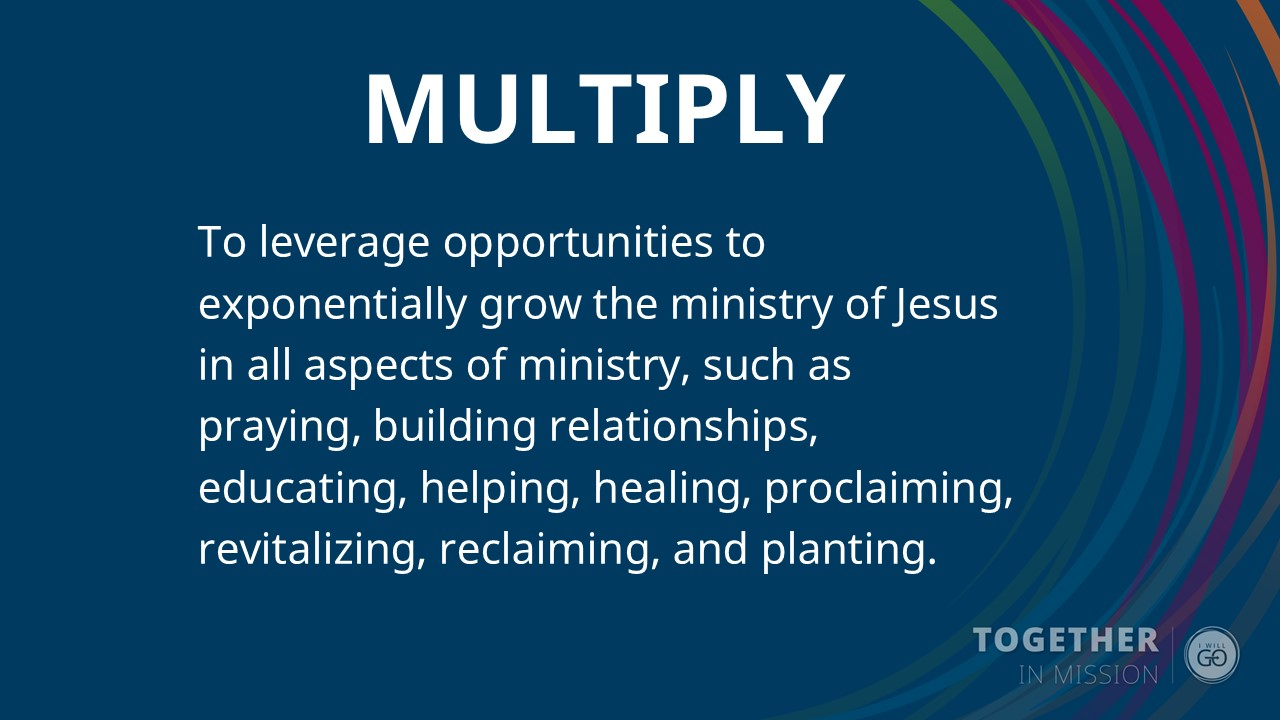 MULTIPLY
To leverage opportunities to
exponentially grow the ministry of Jesus
in all aspects of ministry, such as
praying, building relationships,
educating, helping, healing, proclaiming,
revitalizing, reclaiming, and planting.
TOGETHER
IN MISSION
I WILL
GO